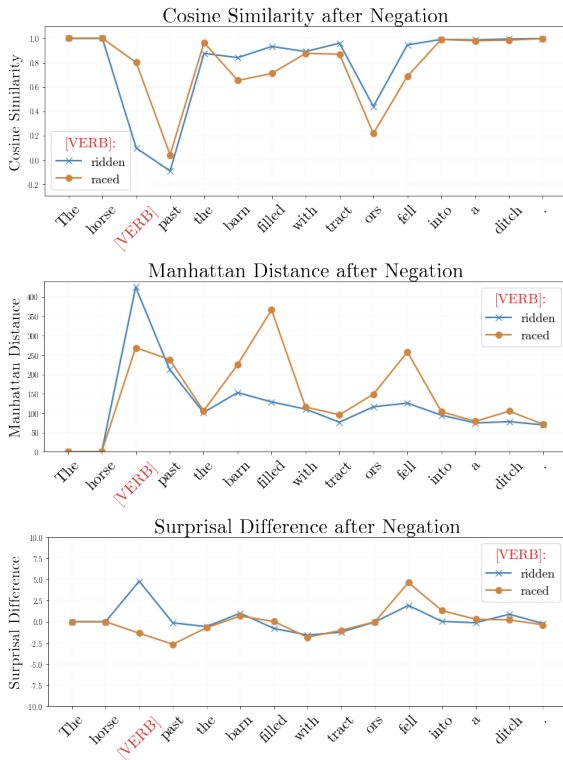 Cosine Similarity after Negation
Cosine Similarity
1.0
0.8
0.6
0.4
0.2
0.0
-0.2
[VERB]:
ridden
raced
The horse [VERB] past the barn filled with tract ors fell into a ditch .
Manhattan Distance after Negation
Manhattan Distance
400
350
300
250
200
150
100
50
0
[VERB]:
ridden
raced
The horse [VERB] past the barn filled with tract ors fell into a ditch .
Surprisal Difference after Negation
Surprisal Difference
10.0
7.5
5.0
2.5
0.0
-2.5
-5.0
-7.5
-10.0
[VERB]:
ridden
raced
The horse [VERB] past the barn filled with tract ors fell into a ditch .